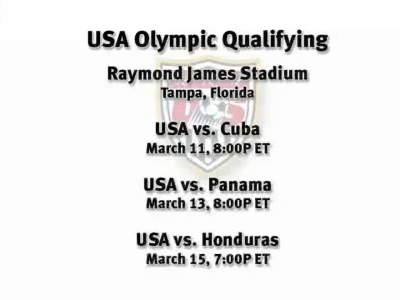 USA Olympic Qualifying
Raymond James Stadium
Tampa, Florida
USA vs. Cuba
March 11, 8:00P ET
USA vs. Panama
March 13, 8:00P ET
USA vs. Honduras
March 15, 7:00P ET